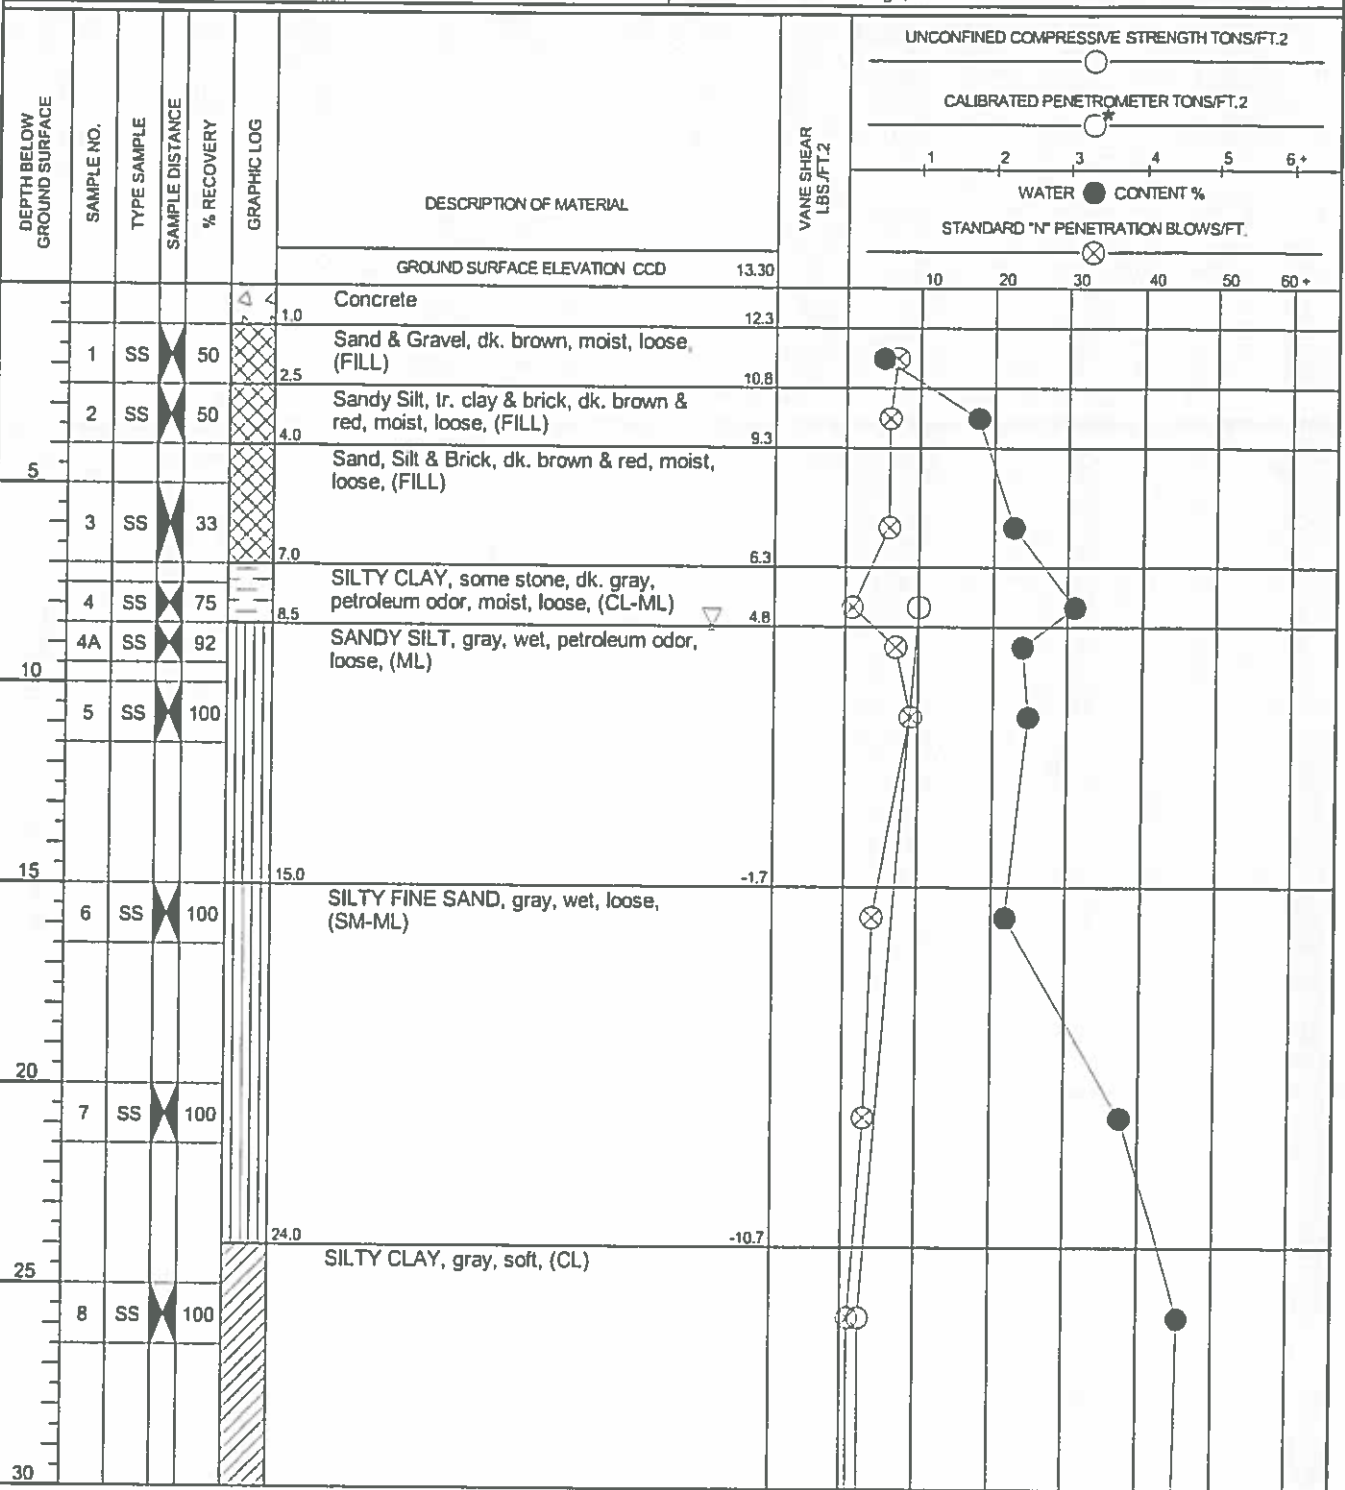 DEPTH BELOW
GROUND SURFACE
SAMPLE NO.
TYPE SAMPLE
SAMPLE DISTANCE
% RECOVERY
GRAPHIC LOG
DESCRIPTION OF MATERIAL
VANE SHEAR
LBS./FT.2
UNCONFINED COMPRESSIVE STRENGTH TONS/FT.2
CALIBRATED PENETROMETER TONS/FT.2
*
1 2 3 4 5 6+
WATER CONTENT %
STANDARD "N" PENETRATION BLOWS/FT.
10 20 30 40 50 60+
GROUND SURFACE ELEVATION CCD 13.30
Concrete
1.0 12.3
1 SS 50 Sand & Gravel, dk. brown, moist, loose,
(FILL)
2.5 10.8
2 SS 50 Sandy Silt, tr. clay & brick, dk. brown &
red, moist, loose, (FILL)
4.0 9.3
Sand, Silt & Brick, dk. brown & red, moist,
5 loose, (FILL)
3 SS 33
7.0 6.3
SILTY CLAY, some stone, dk. gray,
4 SS 75 petroleum odor, moist, loose, (CL-ML)
8.5 4.8
4A SS 92 SANDY SILT, gray, wet, petroleum odor,
loose, (ML)
10
5 SS 100
15 15.0 -1.7
6 SS 100 SILTY FINE SAND, gray, wet, loose,
(SM-ML)
20
7 SS 100
24.0 -10.7
SILTY CLAY, gray, soft, (CL)
25
8 SS 100
30